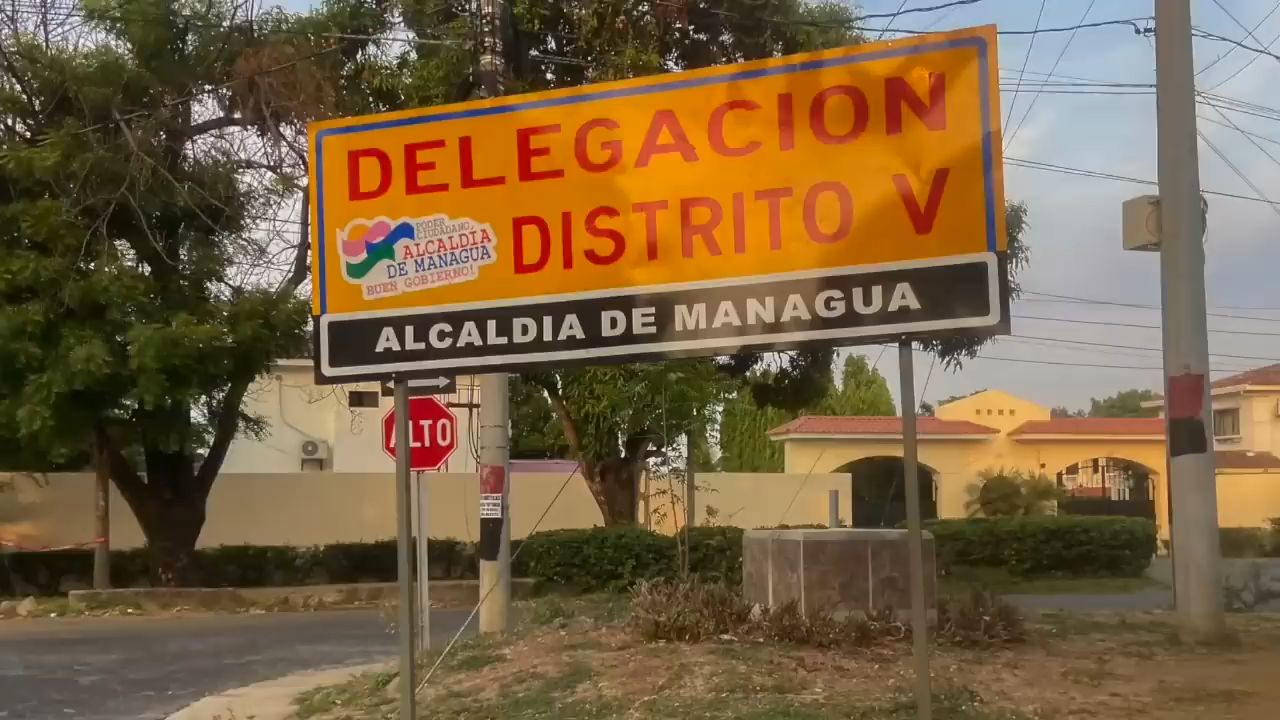 DELEGACION
DISTRITO V
PODER
CIUDADANO,
ALCALDIA
DE MANAGUA
BUEN GOBIERNO!
ALCALDIA DE MANAGUA
ALTO